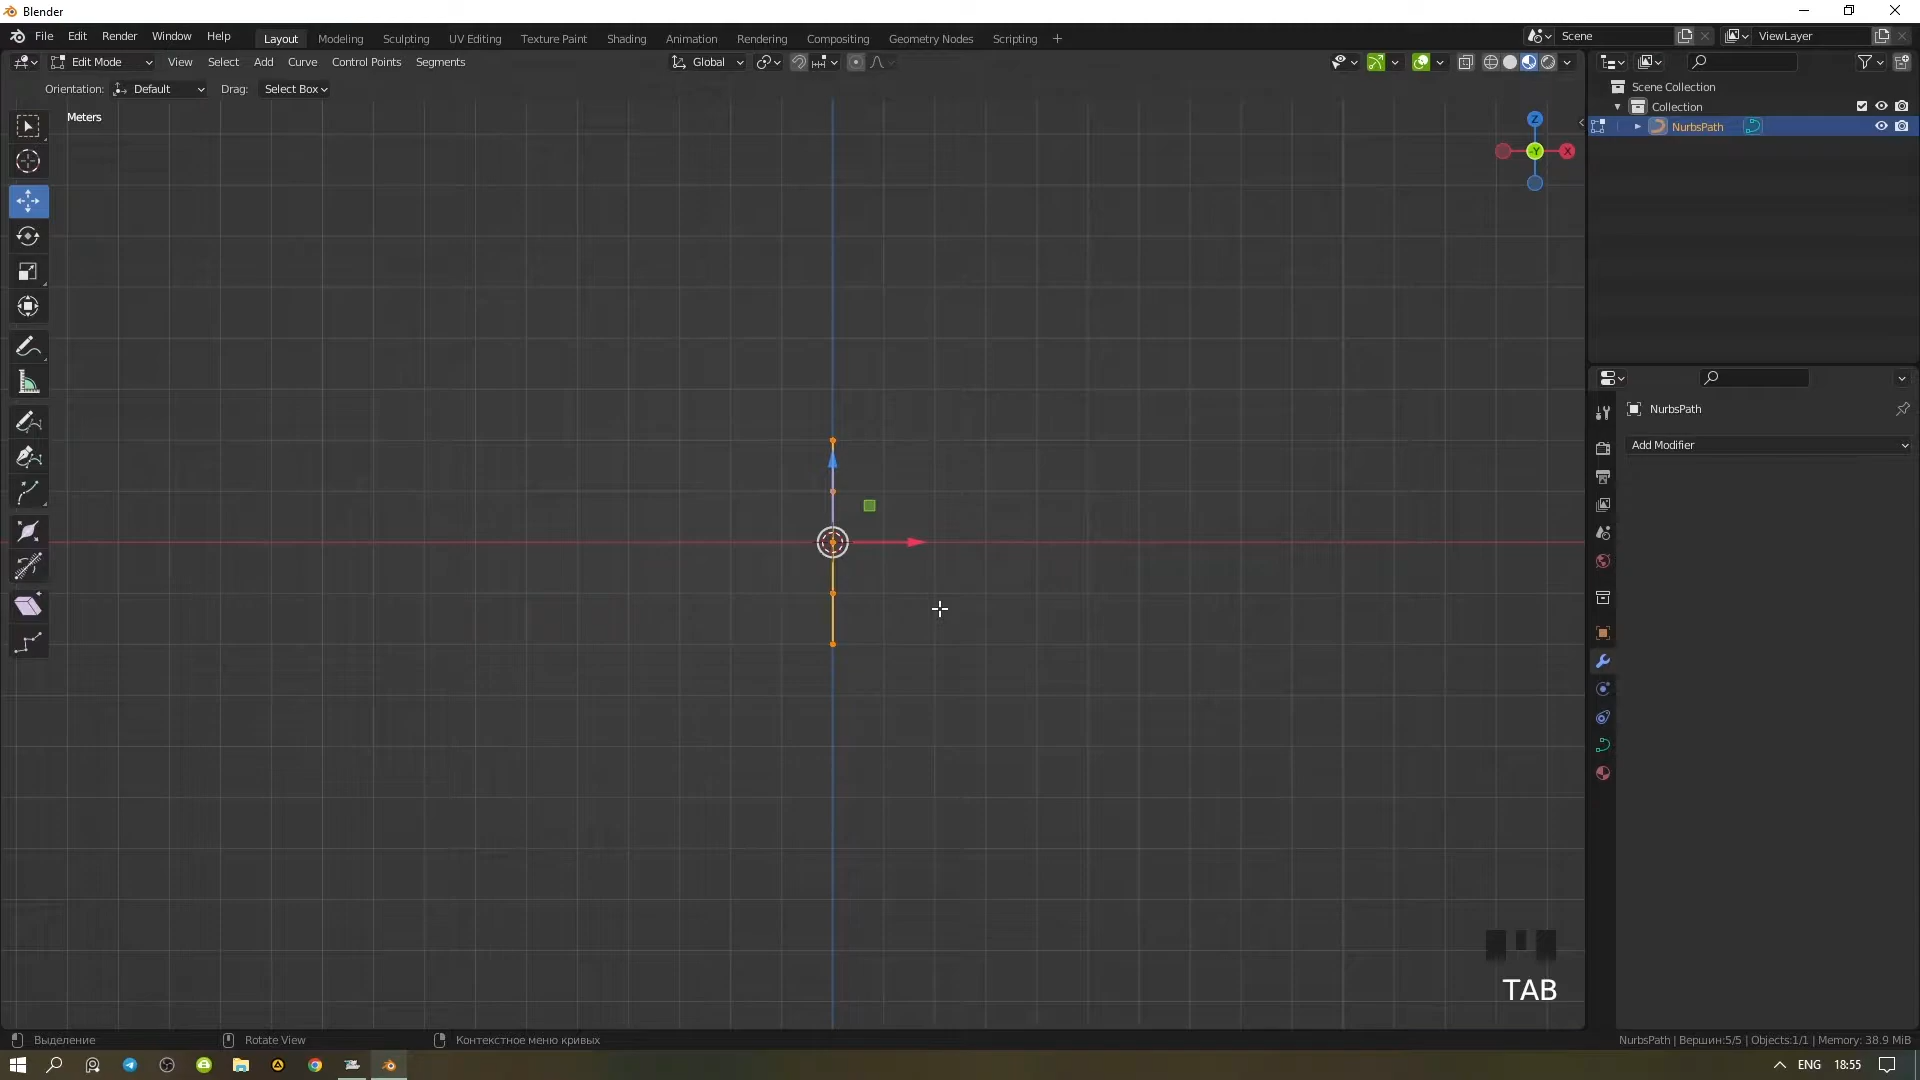 Blender
File Edit Render Window Help Layout Modeling Sculpting UV Editing Texture Paint Shading Animation Rendering Compositing Geometry Nodes Scripting + Scene ViewLayer
Edit Mode View Select Add Curve Control Points Segments Global
Orientation: Default Drag: Select Box
Scene Collection
Collection
NurbsPath
Meters
Z
-Y X
NurbsPath
Add Modifier
TAB
Выделение Rotate View Контекстное меню кривых NurbsPath | Вершин:5/5 | Objects:1/1 | Memory: 38.9 MiB
ENG 18:55